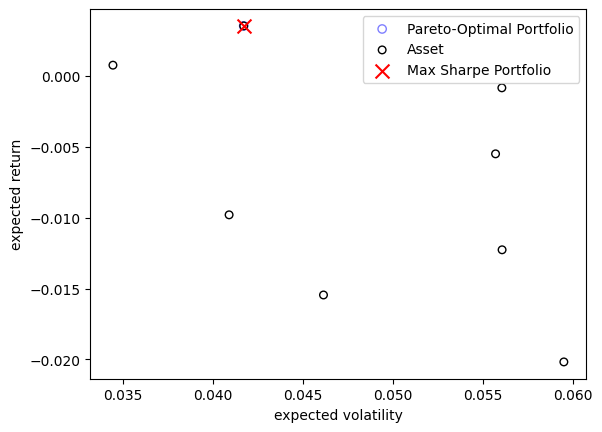 Pareto-Optimal Portfolio
Asset
Max Sharpe Portfolio
0.000
−0.005
−0.010
−0.015
−0.020
expected return
0.035 0.040 0.045 0.050 0.055 0.060
expected volatility